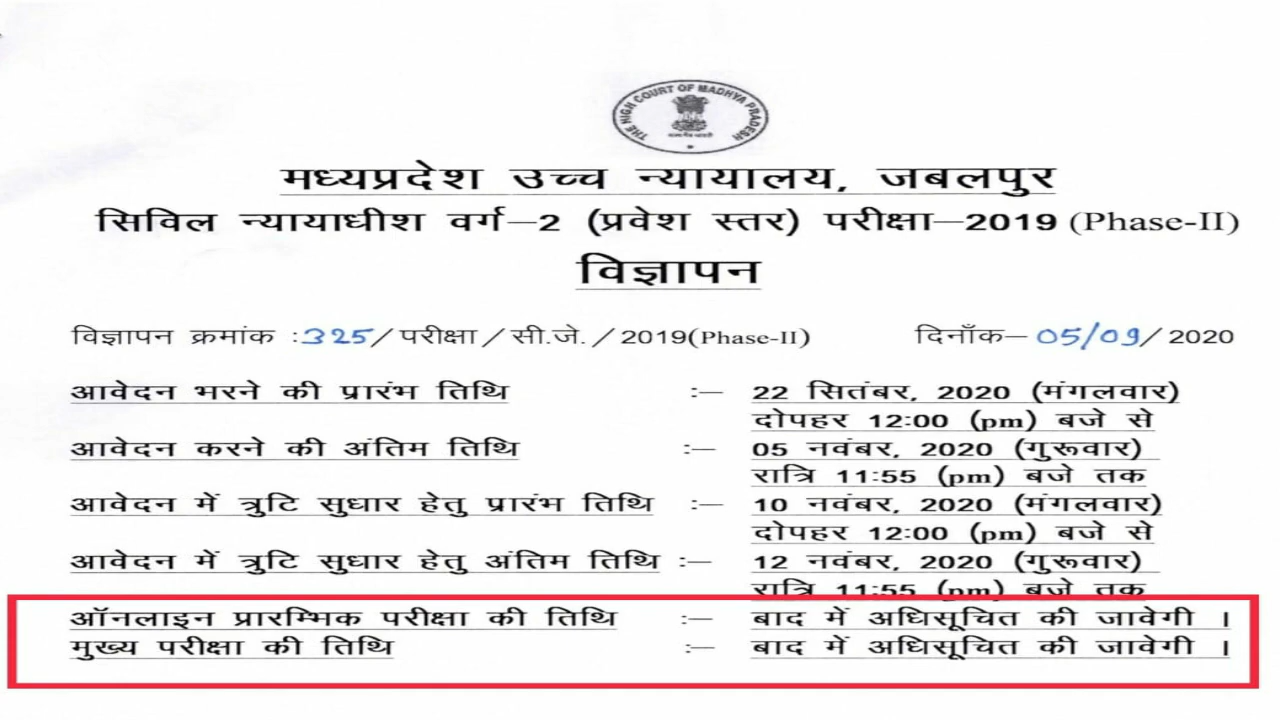 THE HIGH COURT OF MADHYA PRADESH
मध्यप्रदेश उच्च न्यायालय, जबलपुर
सिविल न्यायाधीश वर्ग–2 (प्रवेश स्तर) परीक्षा–2019 (Phase-II)
विज्ञापन
विज्ञापन क्रमांक :325/परीक्षा/सी.जे./2019(Phase-II) दिनाँक– 05/09/2020
आवेदन भरने की प्रारंभ तिथि :– 22 सितंबर, 2020 (मंगलवार)
दोपहर 12:00 (pm) बजे से
आवेदन करने की अंतिम तिथि :– 05 नवंबर, 2020 (गुरूवार)
रात्रि 11:55 (pm) बजे तक
आवेदन में त्रुटि सुधार हेतु प्रारंभ तिथि :– 10 नवंबर, 2020 (मंगलवार)
दोपहर 12:00 (pm) बजे से
आवेदन में त्रुटि सुधार हेतु अंतिम तिथि :– 12 नवंबर, 2020 (गुरूवार)
रात्रि 11:55 (pm) बजे तक
ऑनलाइन प्रारम्भिक परीक्षा की तिथि :– बाद में अधिसूचित की जावेगी ।
मुख्य परीक्षा की तिथि :– बाद में अधिसूचित की जावेगी ।